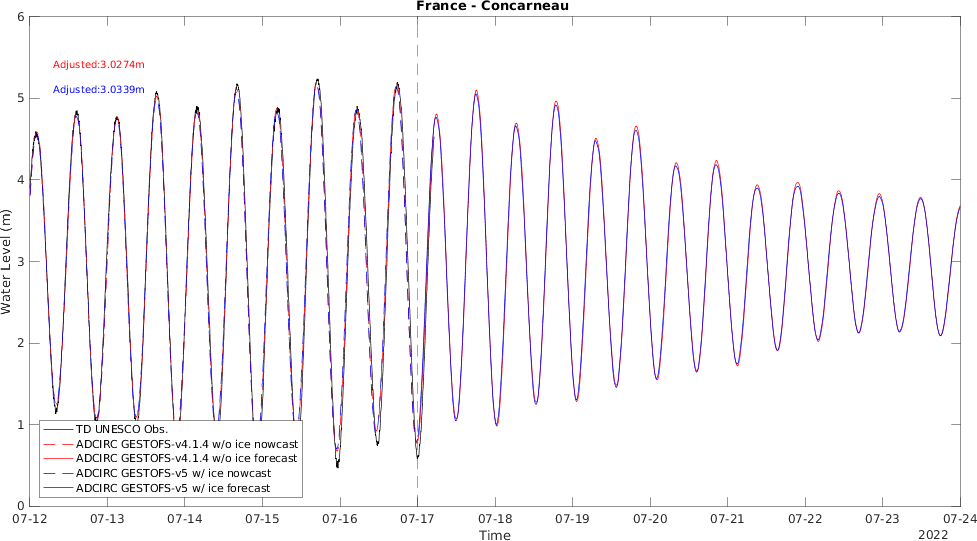 France - Concarneau
Adjusted:3.0274m
Adjusted:3.0339m
6
5
4
3
2
1
0
Water Level (m)
TD UNESCO Obs.
ADCIRC GESTOFS-v4.1.4 w/o ice nowcast
ADCIRC GESTOFS-v4.1.4 w/o ice forecast
ADCIRC GESTOFS-v5 w/ ice nowcast
ADCIRC GESTOFS-v5 w/ ice forecast
07-12 07-13 07-14 07-15 07-16 07-17 07-18 07-19 07-20 07-21 07-22 07-23 07-24
Time
2022